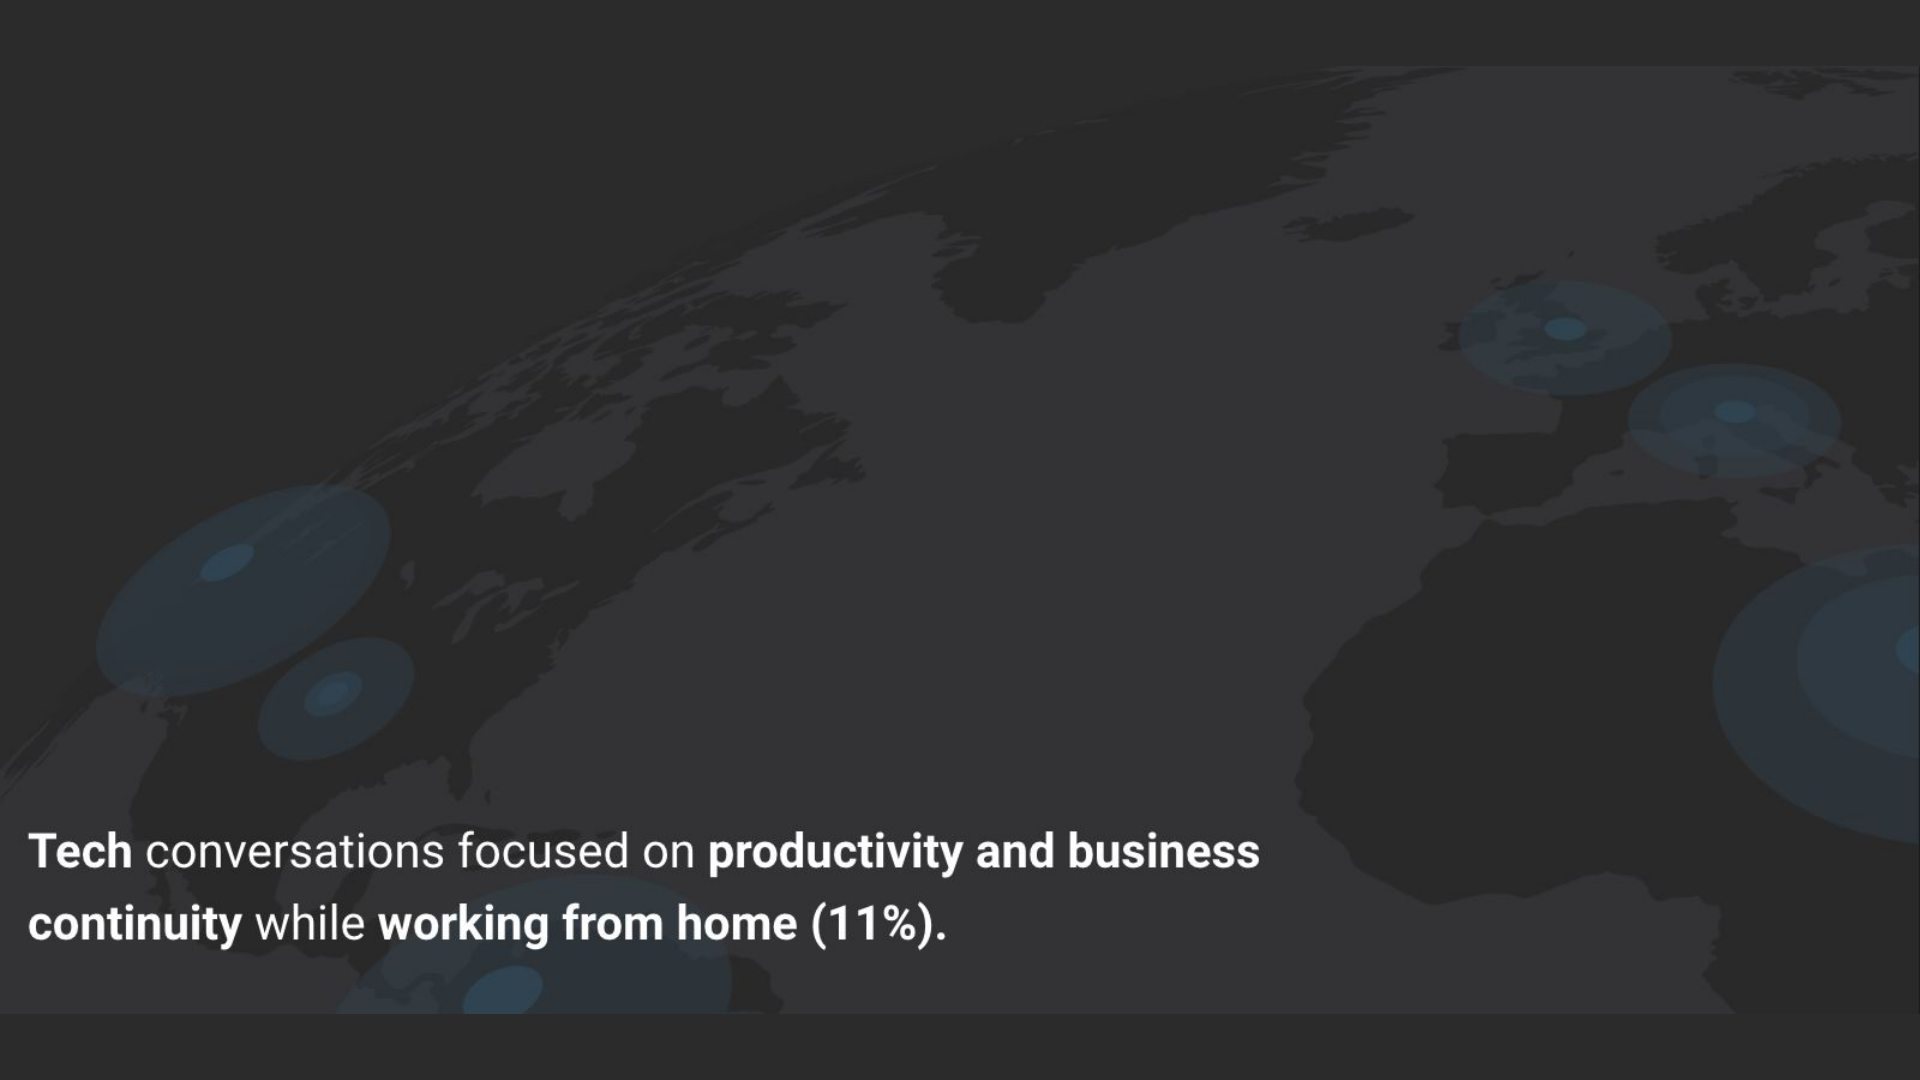 Tech conversations focused on productivity and business
continuity while working from home (11%).